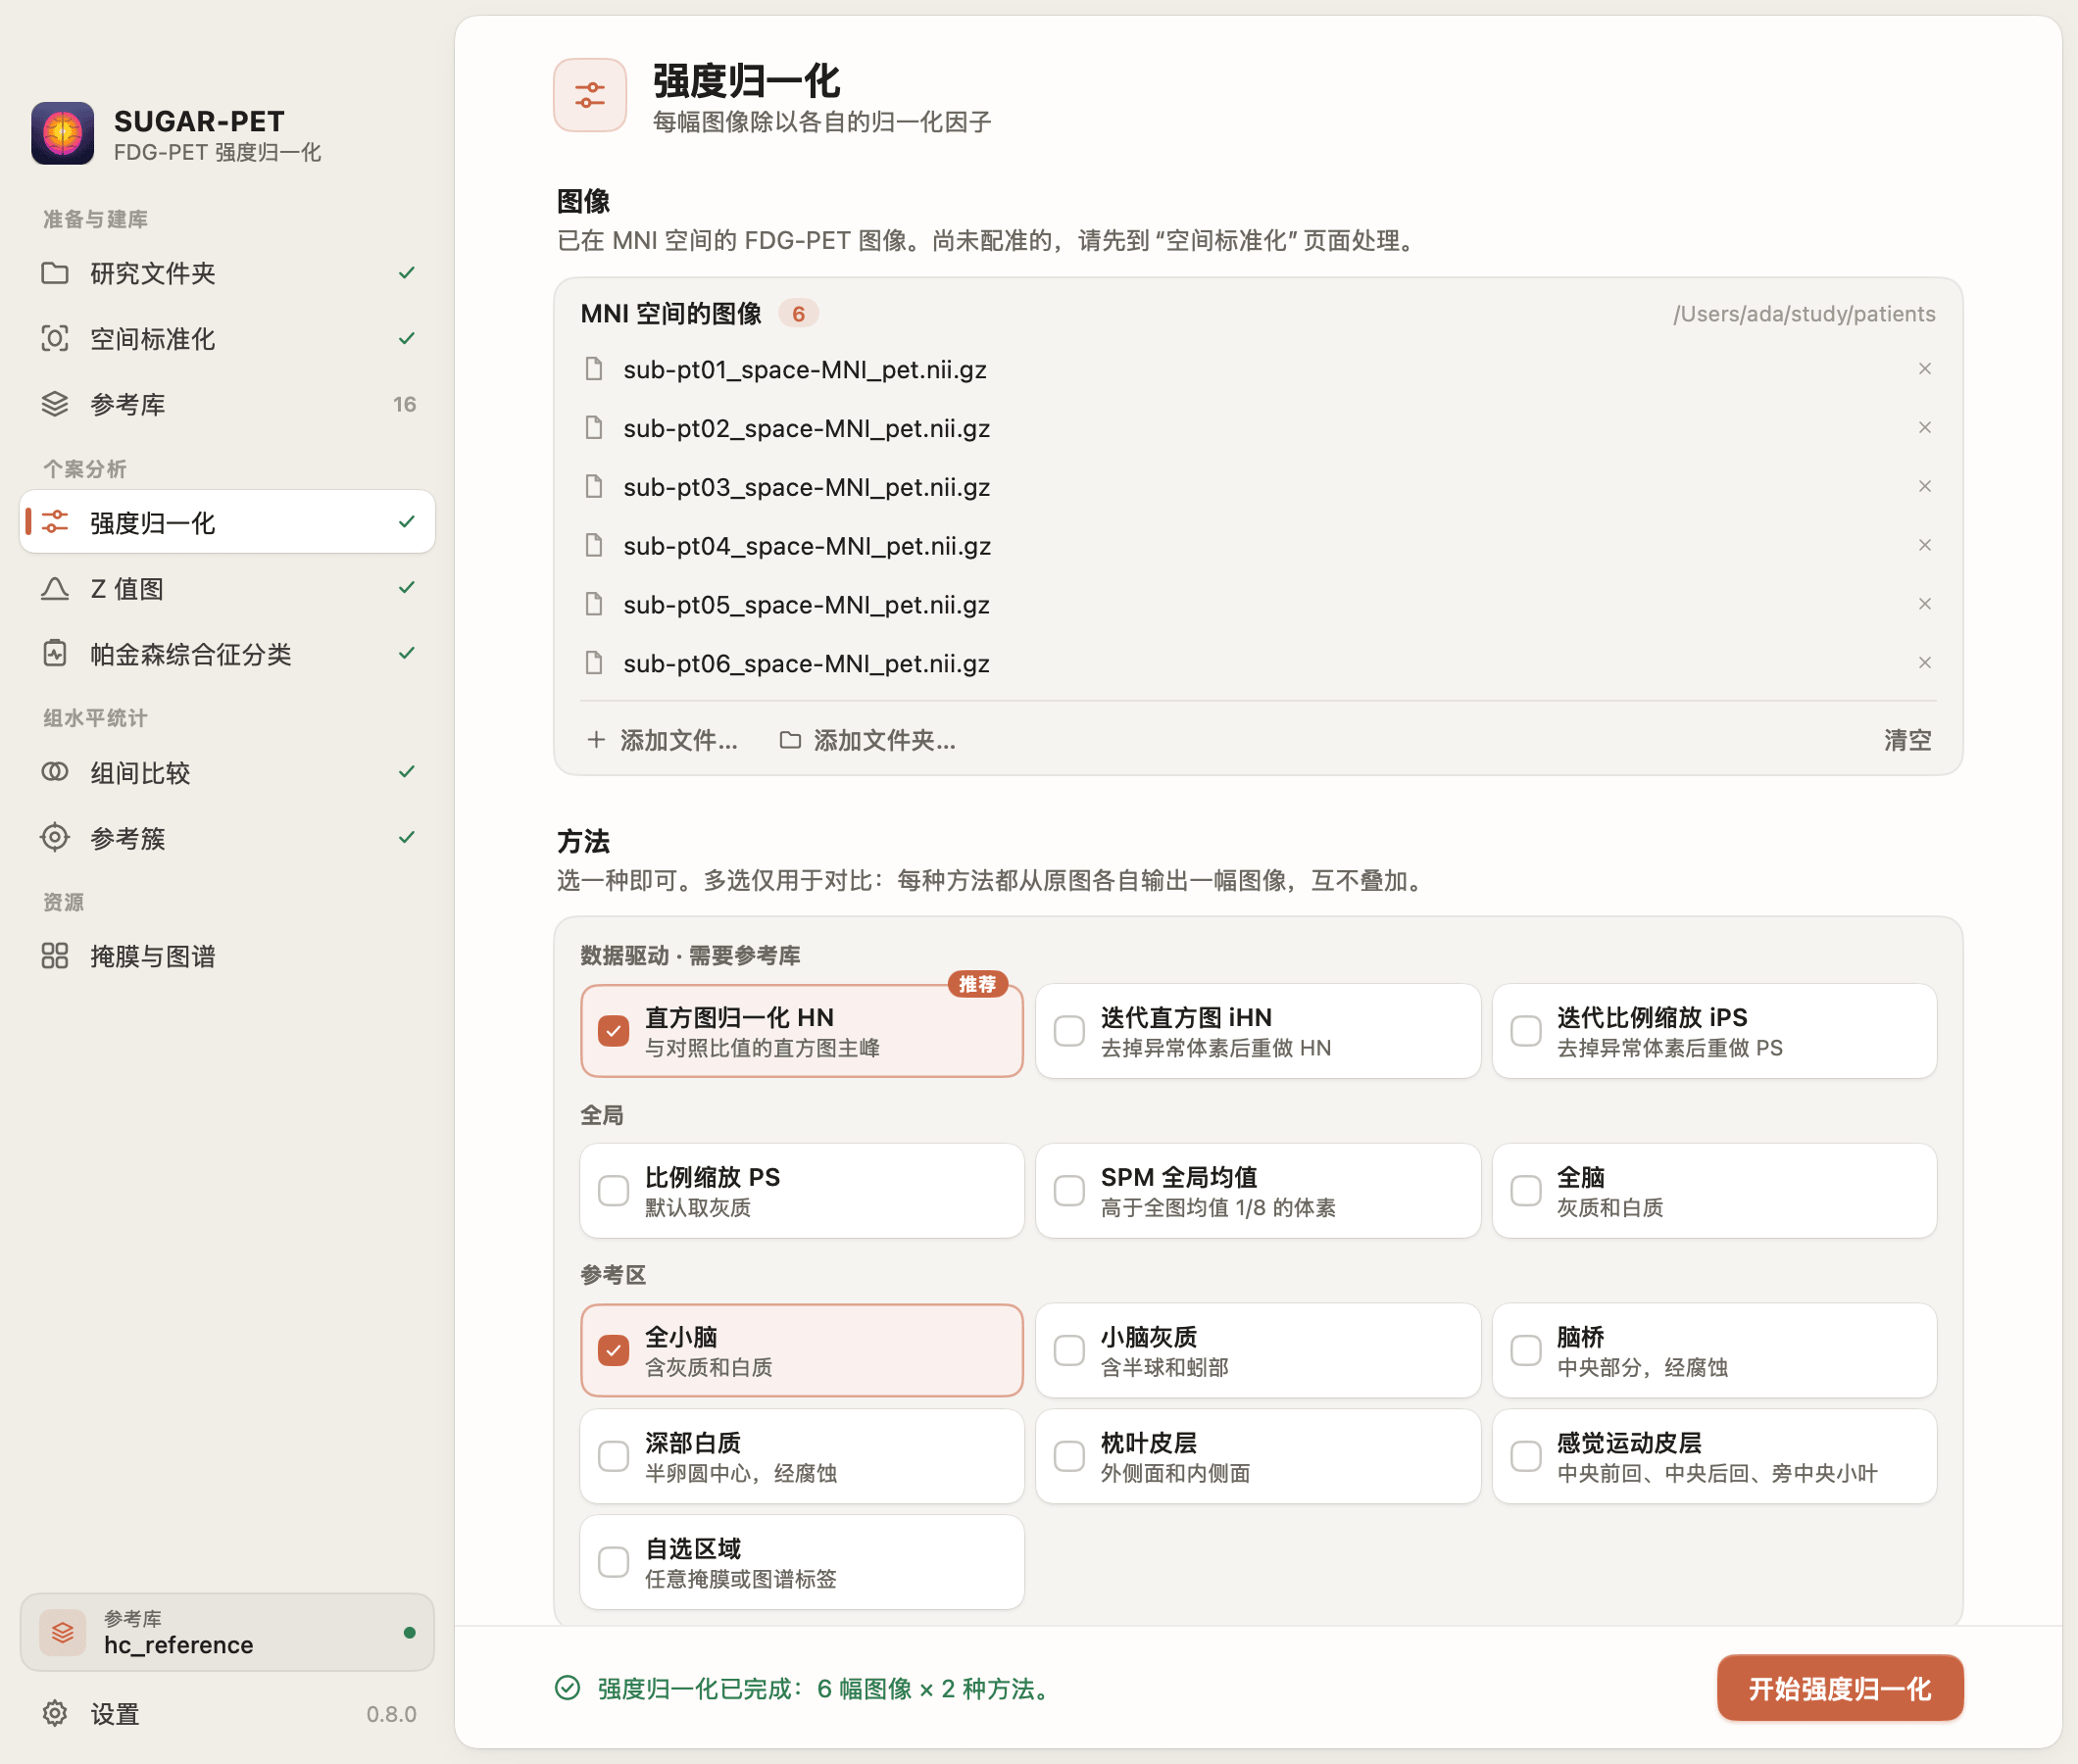 SUGAR-PET
FDG-PET 强度归一化
准备与建库
研究文件夹
空间标准化
参考库 16
个案分析
强度归一化
Z 值图
帕金森综合征分类
组水平统计
组间比较
参考簇
资源
掩膜与图谱
参考库
hc_reference
设置 0.8.0
强度归一化
每幅图像除以各自的归一化因子
图像
已在 MNI 空间的 FDG-PET 图像。尚未配准的，请先到“空间标准化”页面处理。
MNI 空间的图像 6 /Users/ada/study/patients
sub-pt01_space-MNI_pet.nii.gz
sub-pt02_space-MNI_pet.nii.gz
sub-pt03_space-MNI_pet.nii.gz
sub-pt04_space-MNI_pet.nii.gz
sub-pt05_space-MNI_pet.nii.gz
sub-pt06_space-MNI_pet.nii.gz
添加文件... 添加文件夹... 清空
方法
选一种即可。多选仅用于对比：每种方法都从原图各自输出一幅图像，互不叠加。
数据驱动 · 需要参考库
推荐
直方图归一化 HN
与对照比值的直方图主峰
迭代直方图 iHN
去掉异常体素后重做 HN
迭代比例缩放 iPS
去掉异常体素后重做 PS
全局
比例缩放 PS
默认取灰质
SPM 全局均值
高于全图均值 1/8 的体素
全脑
灰质和白质
参考区
全小脑
含灰质和白质
小脑灰质
含半球和蚓部
脑桥
中央部分，经腐蚀
深部白质
半卵圆中心，经腐蚀
枕叶皮层
外侧面和内侧面
感觉运动皮层
中央前回、中央后回、旁中央小叶
自选区域
任意掩膜或图谱标签
强度归一化已完成：6 幅图像 × 2 种方法。
开始强度归一化